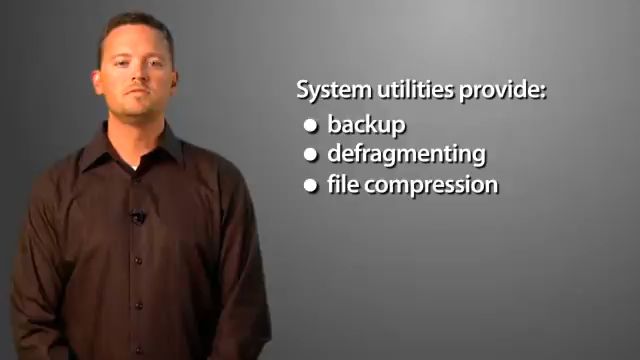 System utilities provide:
● backup
● defragmenting
● file compression